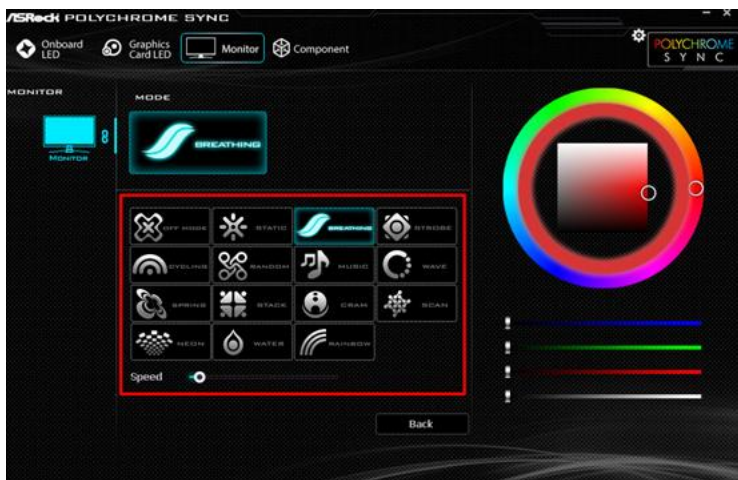 ASRock POLYCHROME SYNC
Onboard LED
Graphics Card LED
Monitor
Component
POLYCHROME SYNC
MONITOR
MONITOR
MODE
BREATHING
OFF MODE
STATIC
BREATHING
STROBE
CYCLING
RANDOM
MUSIC
WAVE
SPRING
STACK
CRAM
SCAN
NEON
WATER
RAINBOW
Speed
Back